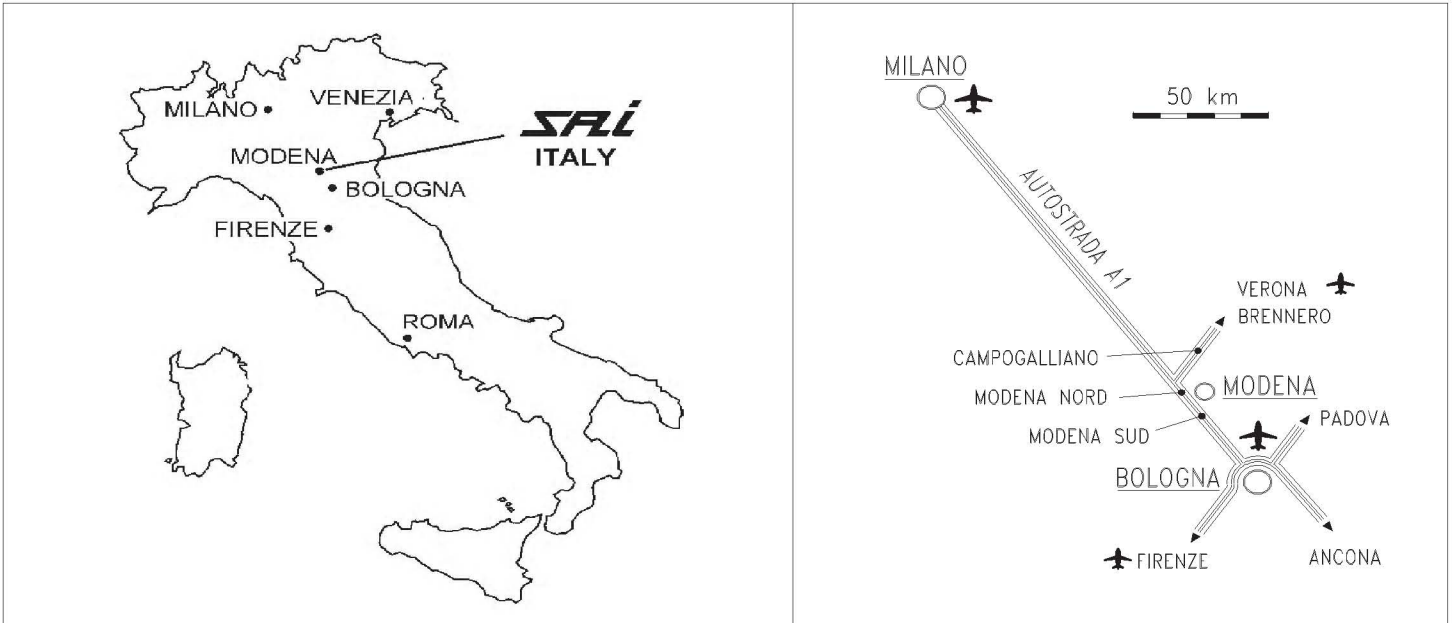 MILANO
VENEZIA
SAI
ITALY
MODENA
BOLOGNA
FIRENZE
ROMA
MILANO
50 km
AUTOSTRADA A1
VERONA
BRENNERO
CAMPOGALLIANO
MODENA NORD
MODENA
MODENA SUD
PADOVA
BOLOGNA
FIRENZE
ANCONA